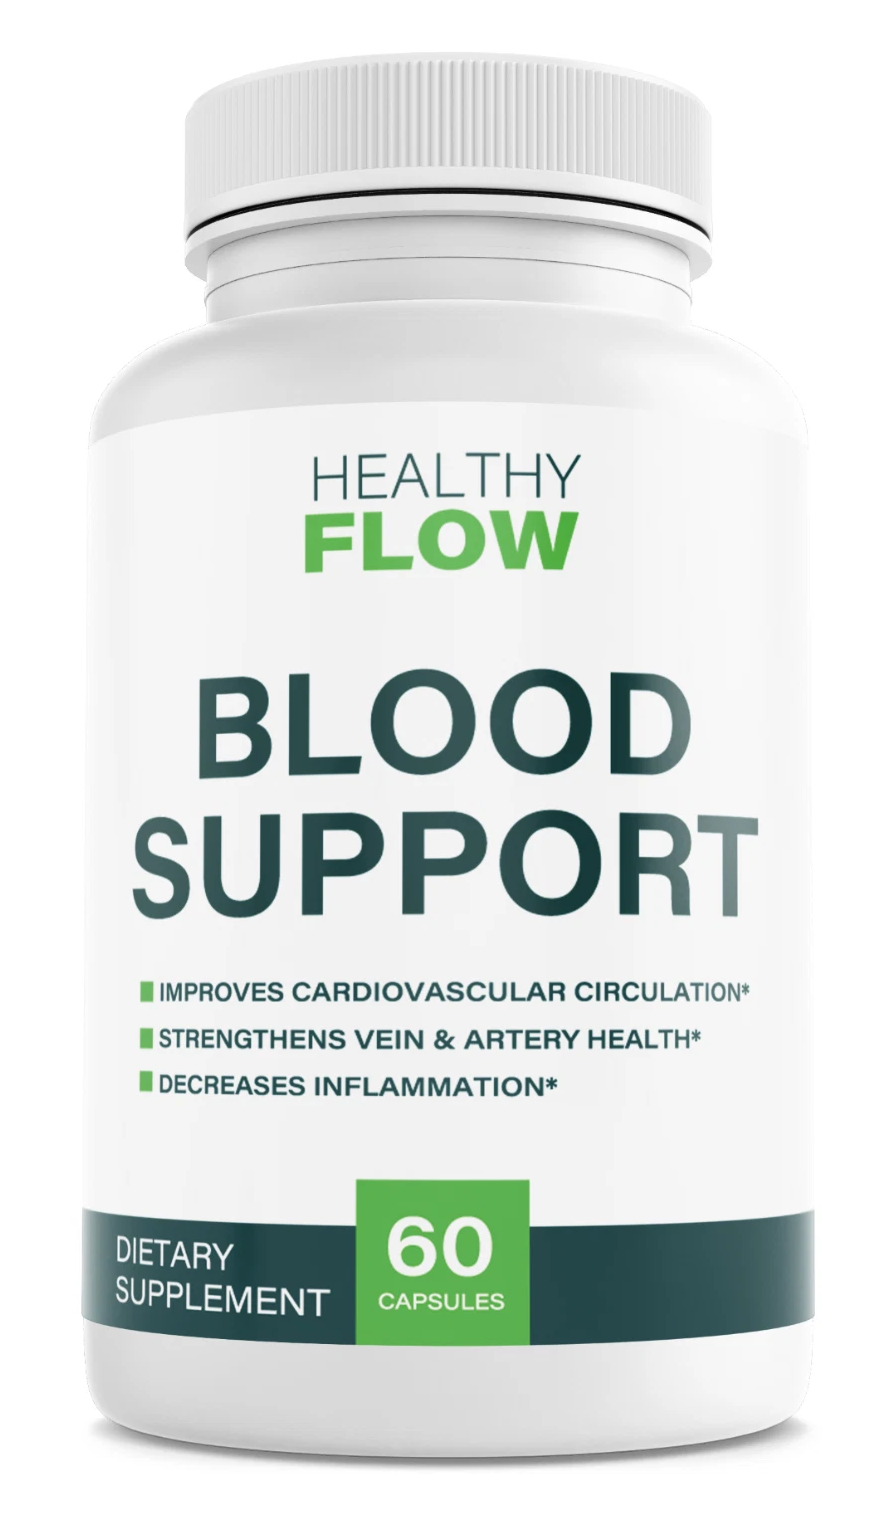 HEALTHY
FLOW
BLOOD
SUPPORT
IMPROVES CARDIOVASCULAR CIRCULATION*
STRENGTHENS VEIN & ARTERY HEALTH*
DECREASES INFLAMMATION*
DIETARY
SUPPLEMENT
60
CAPSULES